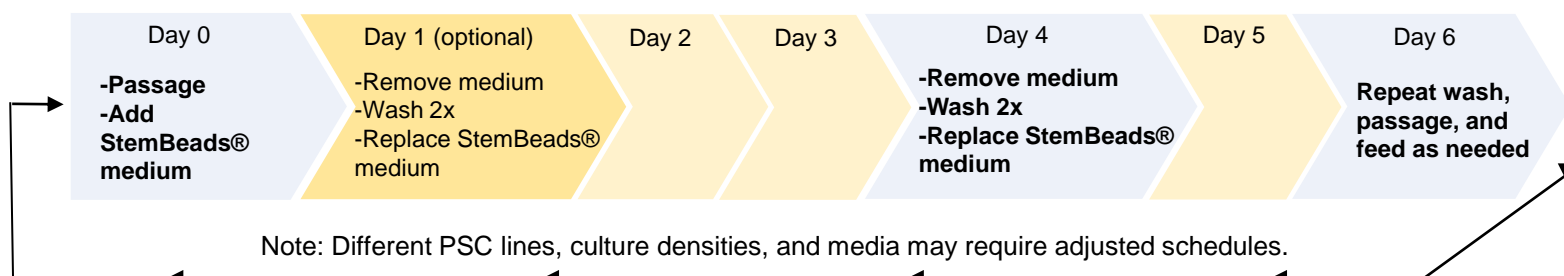 Day 0
-Passage
-Add
StemBeads®
medium
Day 1 (optional)
-Remove medium
-Wash 2x
-Replace StemBeads®
medium
Day 2
Day 3
Day 4
-Remove medium
-Wash 2x
-Replace StemBeads®
medium
Day 5
Day 6
Repeat wash,
passage, and
feed as needed
Note: Different PSC lines, culture densities, and media may require adjusted schedules.